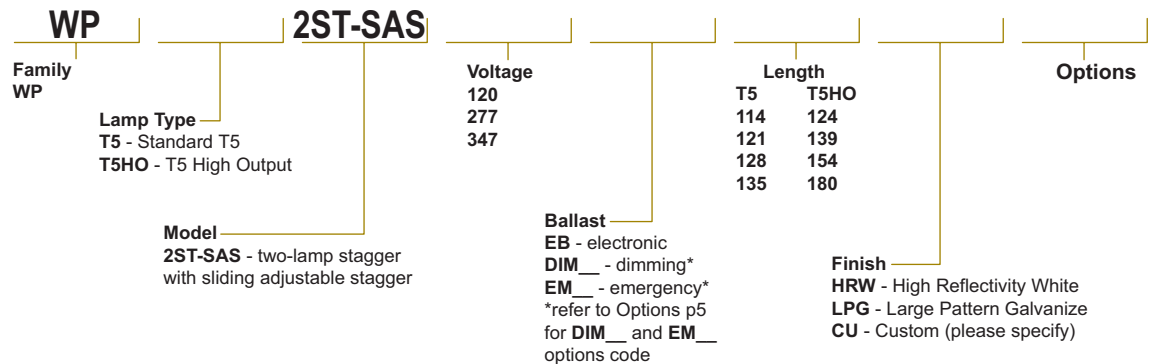 WP 2ST-SAS
Family
WP
Lamp Type
T5 - Standard T5
T5HO - T5 High Output
Model
2ST-SAS - two-lamp stagger
with sliding adjustable stagger
Voltage
120
277
347
Ballast
EB - electronic
DIM__ - dimming*
EM__ - emergency*
*refer to Options p5
for DIM__ and EM__
options code
Length
T5 T5HO
114 124
121 139
128 154
135 180
Finish
HRW - High Reflectivity White
LPG - Large Pattern Galvanize
CU - Custom (please specify)
Options